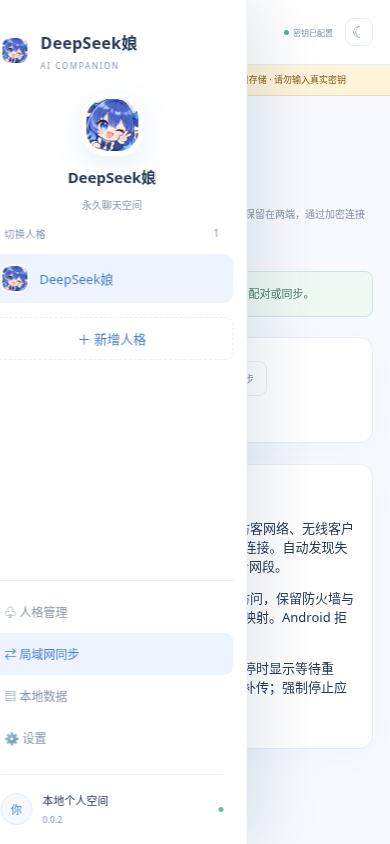 DeepSeek娘
AI COMPANION
DeepSeek娘
永久聊天空间
切换人格 1
DeepSeek娘
＋ 新增人格
♧ 人格管理
⇄ 局域网同步
▤ 本地数据
⚙️ 设置
你
本地个人空间
0.0.2
密钥已配置
☾
存储 · 请勿输入真实密钥
保留在两端，通过加密连接
配对或同步。
步
客网络、无线客户
连接。自动发现失
网段。
问，保留防火墙与
映射。Android 拒
停时显示等待重
补传；强制停止应